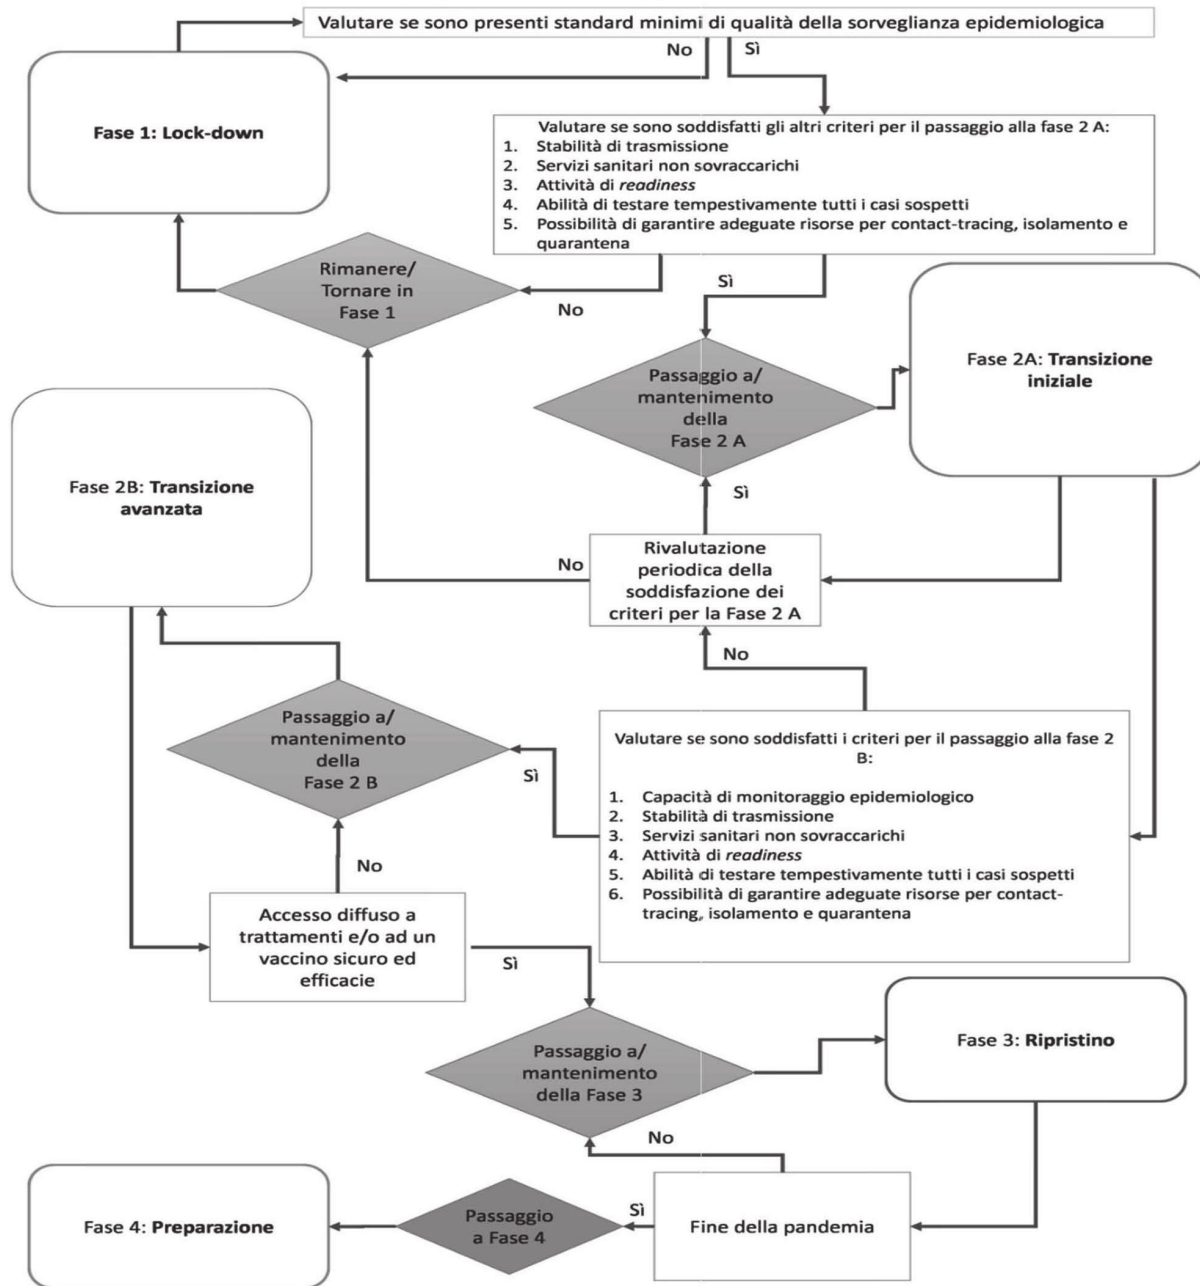 Valutare se sono presenti standard minimi di qualità della sorveglianza epidemiologica
No
Sì
Fase 1: Lock-down
Valutare se sono soddisfatti gli altri criteri per il passaggio alla fase 2 A:
1. Stabilità di trasmissione
2. Servizi sanitari non sovraccarichi
3. Attività di readiness
4. Abilità di testare tempestivamente tutti i casi sospetti
5. Possibilità di garantire adeguate risorse per contact-tracing, isolamento e
quarantena
Rimanere/
Tornare in
Fase 1
No
Sì
Passaggio a/
mantenimento
della
Fase 2 A
Fase 2A: Transizione
iniziale
Fase 2B: Transizione
avanzata
Sì
No
Rivalutazione
periodica della
soddisfazione dei
criteri per la Fase 2 A
No
Passaggio a/
mantenimento
della
Fase 2 B
Sì
Valutare se sono soddisfatti i criteri per il passaggio alla fase 2
B:
1. Capacità di monitoraggio epidemiologico
2. Stabilità di trasmissione
3. Servizi sanitari non sovraccarichi
4. Attività di readiness
5. Abilità di testare tempestivamente tutti i casi sospetti
6. Possibilità di garantire adeguate risorse per contact-
tracing, isolamento e quarantena
No
Accesso diffuso a
trattamenti e/o ad un
vaccino sicuro ed
efficacie
Sì
Passaggio a/
mantenimento
della Fase 3
Fase 3: Ripristino
No
Fase 4: Preparazione
Passaggio
a Fase 4
Sì
Fine della pandemia